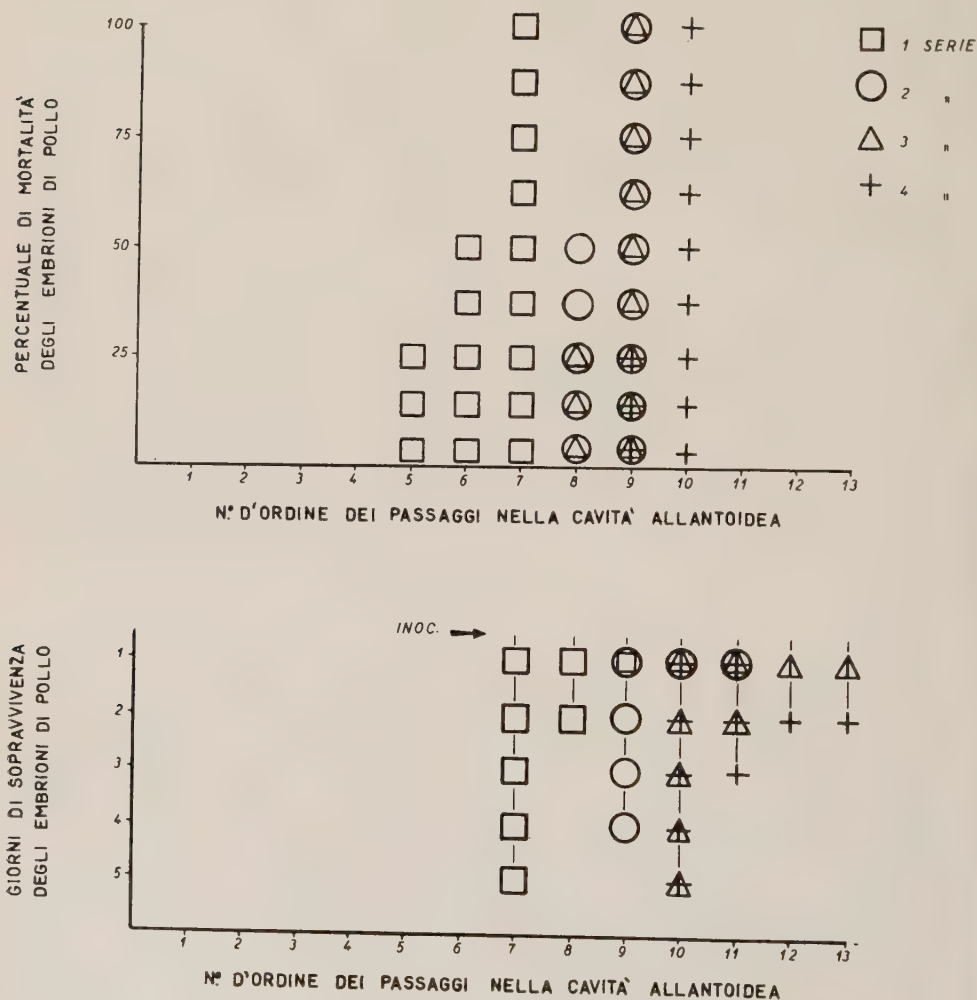 PERCENTUALE DI MORTALITÀ
DEGLI EMBRIONI DI POLLO
100
75
50
25
1 2 3 4 5 6 7 8 9 10 11 12 13
N.° D'ORDINE DEI PASSAGGI NELLA CAVITÀ ALLANTOIDEA
1 SERIE
2 "
3 "
4 "
GIORNI DI SOPRAVVIVENZA
DEGLI EMBRIONI DI POLLO
INOC.
1
2
3
4
5
1 2 3 4 5 6 7 8 9 10 11 12 13
N.° D'ORDINE DEI PASSAGGI NELLA CAVITÀ ALLANTOIDEA